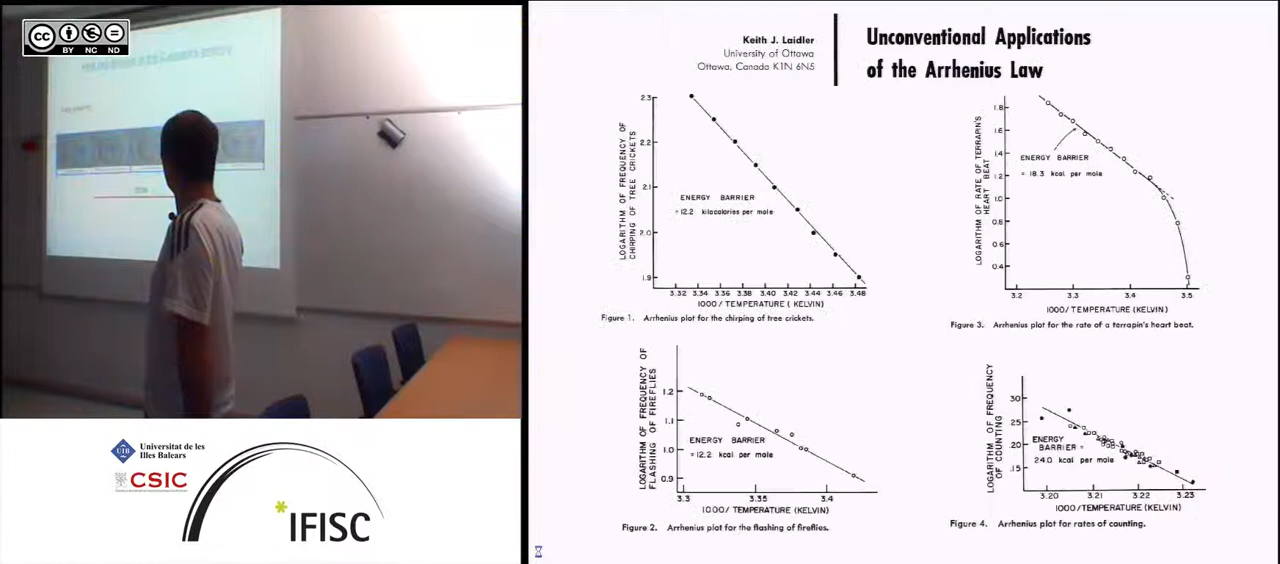 cc
BY NC ND
UIB
Universitat de les
Illes Balears
CSIC
IFISC
Keith J. Laidler
University of Ottawa
Ottawa, Canada K1N 6N5
Unconventional Applications
of the Arrhenius Law
LOGARITHM OF FREQUENCY OF
CHIRPING OF TREE CRICKETS
2.3
2.2
2.1
2.0
1.9
ENERGY BARRIER
=12.2 kilocalories per mole
3.32 3.34 3.36 3.38 3.40 3.42 3.44 3.46 3.48
1000/ TEMPERATURE ( KELVIN)
Figure 1. Arrhenius plot for the chirping of tree crickets.
LOGARITHM OF RATE OF TERRAPIN'S
HEART BEAT
1.8
1.6
1.4
1.2
1.0
0.8
0.6
0.4
ENERGY BARRIER
= 18.3 kcal per mole
3.2 3.3 3.4 3.5
1000/ TEMPERATURE (KELVIN)
Figure 3. Arrhenius plot for the rate of a terrapin's heart beat.
LOGARITHM OF FREQUENCY OF
FLASHING OF FIREFLIES
1.2
1.1
1.0
0.9
ENERGY BARRIER
=12.2 kcal per mole
3.3 3.35 3.4
1000/ TEMPERATURE (KELVIN)
Figure 2. Arrhenius plot for the flashing of fireflies.
LOGARITHM OF FREQUENCY
OF COUNTING
.30
.25
.20
.15
ENERGY
BARRIER =
24.0 kcal per mole
3.20 3.21 3.22 3.23
1000/TEMPERATURE (KELVIN)
Figure 4. Arrhenius plot for rates of counting.